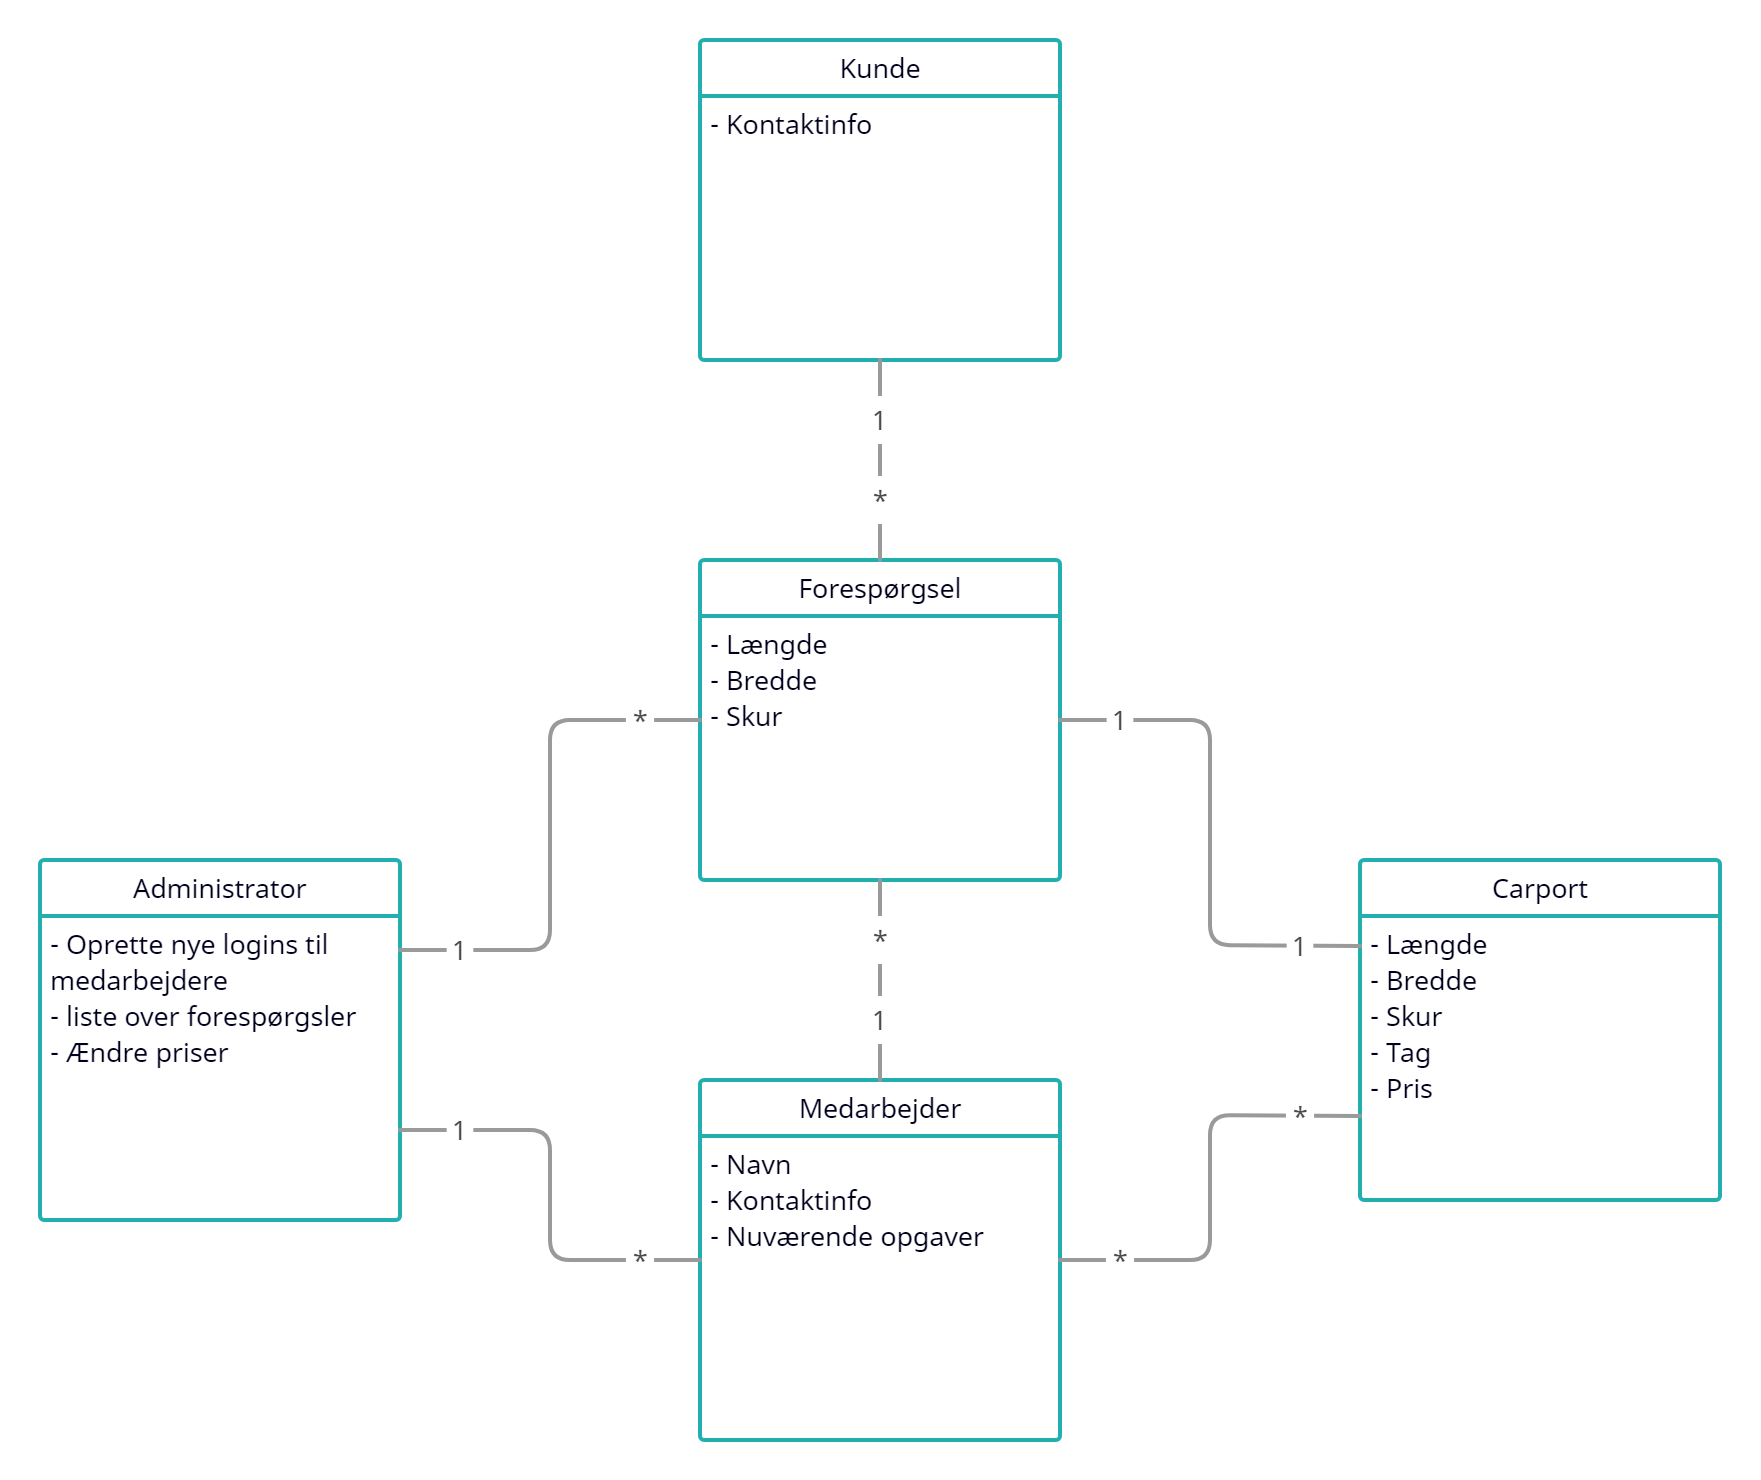 Kunde
- Kontaktinfo
1
*
Forespørgsel
- Længde
- Bredde
- Skur
*
1
Administrator
- Oprette nye logins til
medarbejdere
- liste over forespørgsler
- Ændre priser
1
1
*
*
1
Medarbejder
- Navn
- Kontaktinfo
- Nuværende opgaver
*
Carport
- Længde
- Bredde
- Skur
- Tag
- Pris
1
*